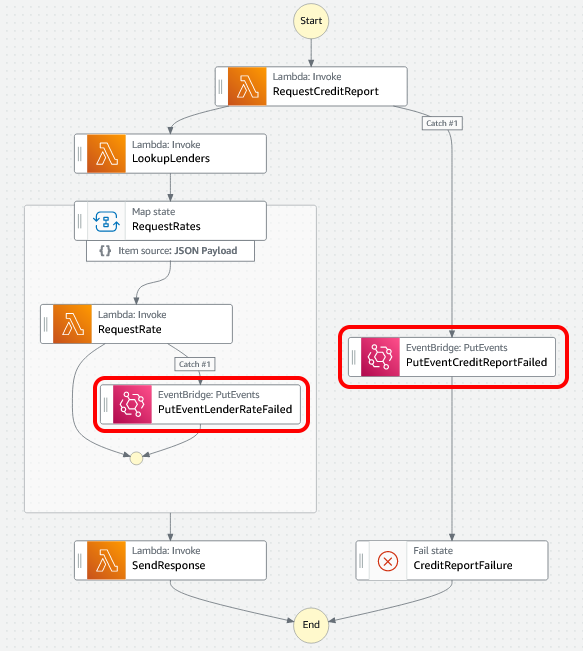 Start
Lambda: Invoke
RequestCreditReport
Catch #1
Lambda: Invoke
LookupLenders
Map state
RequestRates
{} Item source: JSON Payload
Lambda: Invoke
RequestRate
Catch #1
EventBridge: PutEvents
PutEventCreditReportFailed
EventBridge: PutEvents
PutEventLenderRateFailed
Lambda: Invoke
SendResponse
Fail state
CreditReportFailure
End